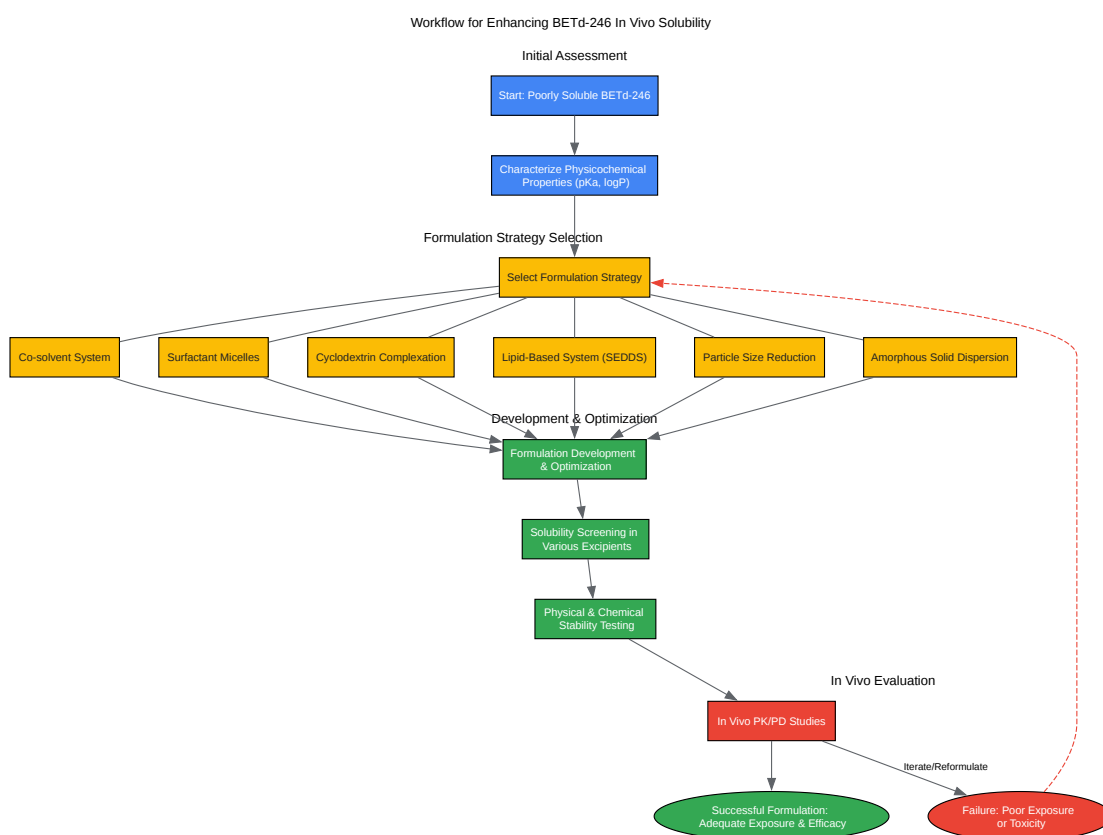 Workflow for Enhancing BETd-246 In Vivo Solubility
Initial Assessment
Start: Poorly Soluble BETd-246
Characterize Physicochemical
Properties (pKa, logP)
Formulation Strategy Selection
Select Formulation Strategy
Co-solvent System
Surfactant Micelles
Cyclodextrin Complexation
Lipid-Based System (SEDDS)
Particle Size Reduction
Amorphous Solid Dispersion
Development & Optimization
Formulation Development
& Optimization
Solubility Screening in
Various Excipients
Physical & Chemical
Stability Testing
In Vivo Evaluation
In Vivo PK/PD Studies
Iterate/Reformulate
Successful Formulation:
Adequate Exposure & Efficacy
Failure: Poor Exposure
or Toxicity